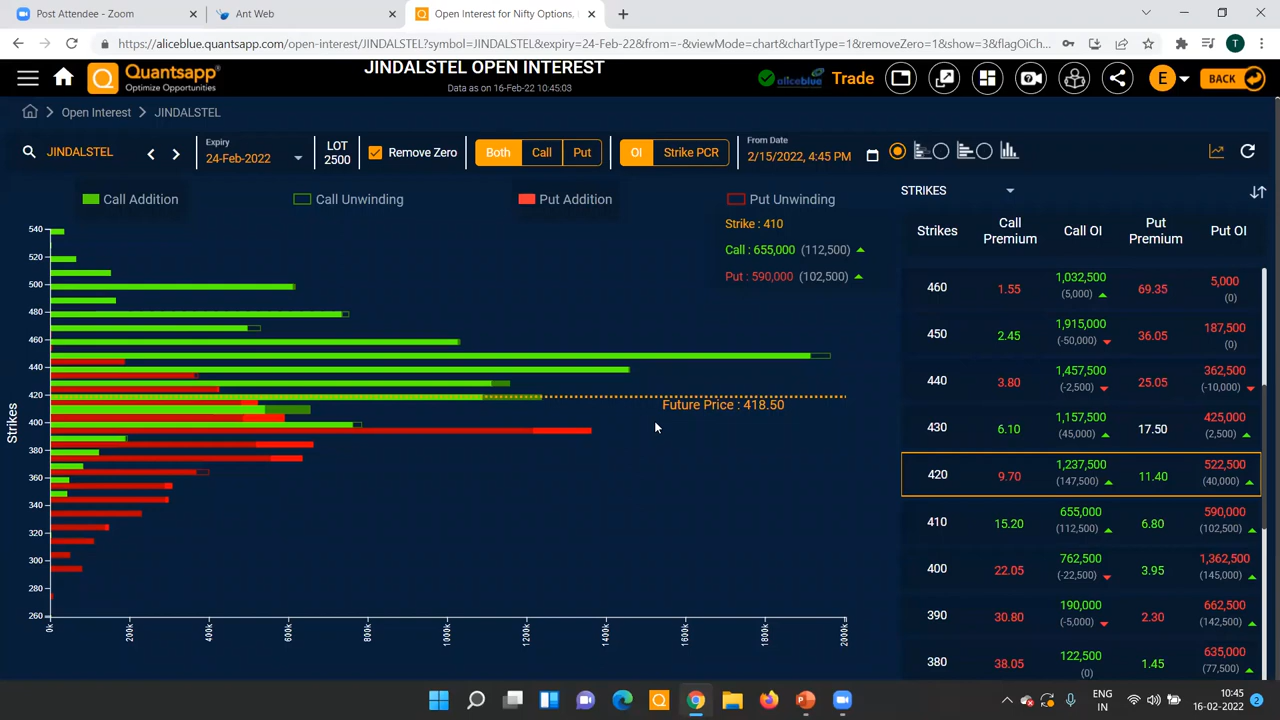 Post Attendee - Zoom
Ant Web
Open Interest for Nifty Options,
https://aliceblue.quantsapp.com/open-interest/JINDALSTEL?symbol=JINDALSTEL&expiry=24-Feb-22&from=-&viewMode=chart&chartType=1&removeZero=1&show=3&flagOiCh...
T
Quantsapp
Optimize Opportunities
JINDALSTEL OPEN INTEREST
Data as on 16-Feb-22 10:45:03
aliceblue
Trade
E
BACK
Open Interest
JINDALSTEL
JINDALSTEL
Expiry
24-Feb-2022
LOT
2500
Remove Zero
Both
Call
Put
OI
Strike PCR
From Date
2/15/2022, 4:45 PM
Call Addition
Call Unwinding
Put Addition
Put Unwinding
Strike : 410
Call : 655,000 (112,500)
Put : 590,000 (102,500)
Strikes
540
520
500
480
460
440
420
400
380
360
340
320
300
280
260
Future Price : 418.50
0k
200k
400k
600k
800k
1000k
1200k
1400k
1600k
1800k
2000k
STRIKES
Strikes Call Premium Call OI Put Premium Put OI
460 1.55 1,032,500 (5,000) 69.35 5,000 (0)
450 2.45 1,915,000 (-50,000) 36.05 187,500 (0)
440 3.80 1,457,500 (-2,500) 25.05 362,500 (-10,000)
430 6.10 1,157,500 (45,000) 17.50 425,000 (2,500)
420 9.70 1,237,500 (147,500) 11.40 522,500 (40,000)
410 15.20 655,000 (112,500) 6.80 590,000 (102,500)
400 22.05 762,500 (-22,500) 3.95 1,362,500 (145,000)
390 30.80 190,000 (-5,000) 2.30 662,500 (142,500)
380 38.05 122,500 (0) 1.45 635,000 (77,500)
ENG
IN
10:45
16-02-2022
2